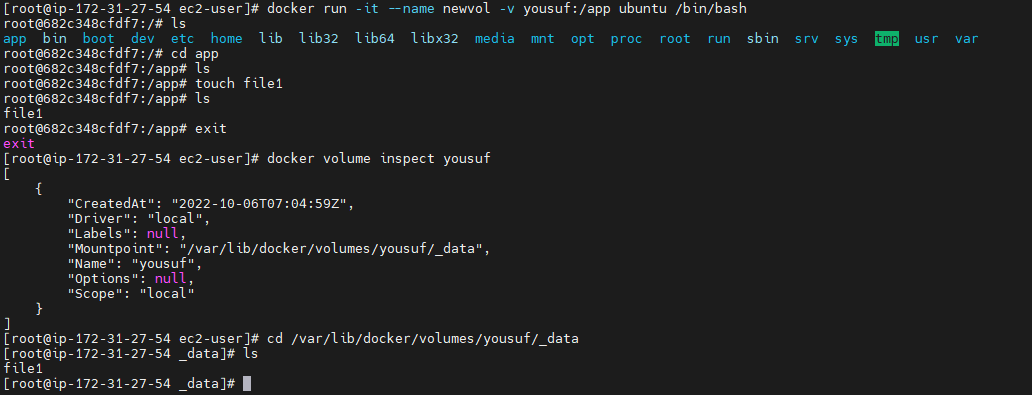 [root@ip-172-31-27-54 ec2-user]# docker run -it --name newvol -v yousuf:/app ubuntu /bin/bash
root@682c348cfdf7:/# ls
app  bin  boot  dev  etc  home  lib  lib32  lib64  libx32  media  mnt  opt  proc  root  run  sbin  srv  sys  tmp  usr  var
root@682c348cfdf7:/# cd app
root@682c348cfdf7:/app# ls
root@682c348cfdf7:/app# touch file1
root@682c348cfdf7:/app# ls
file1
root@682c348cfdf7:/app# exit
exit
[root@ip-172-31-27-54 ec2-user]# docker volume inspect yousuf
[
    {
        "CreatedAt": "2022-10-06T07:04:59Z",
        "Driver": "local",
        "Labels": null,
        "Mountpoint": "/var/lib/docker/volumes/yousuf/_data",
        "Name": "yousuf",
        "Options": null,
        "Scope": "local"
    }
]
[root@ip-172-31-27-54 ec2-user]# cd /var/lib/docker/volumes/yousuf/_data
[root@ip-172-31-27-54 _data]# ls
file1
[root@ip-172-31-27-54 _data]#